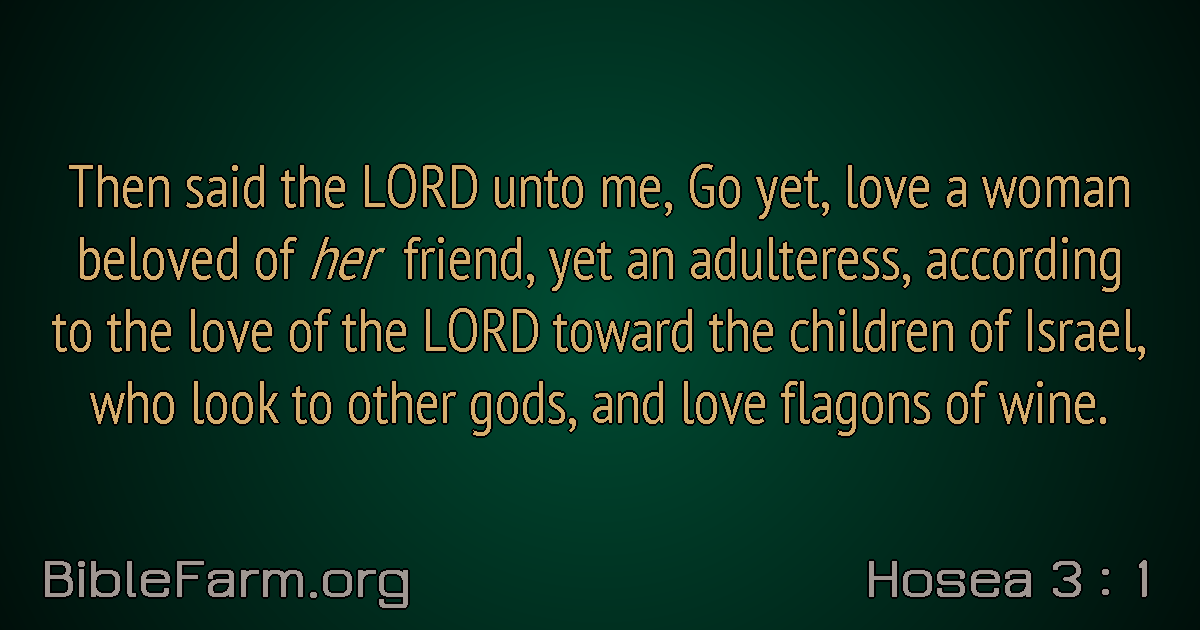 Then said the LORD unto me, Go yet, love a woman
beloved of her friend, yet an adulteress, according
to the love of the LORD toward the children of Israel,
who look to other gods, and love flagons of wine.
BibleFarm.org
Hosea 3 : 1